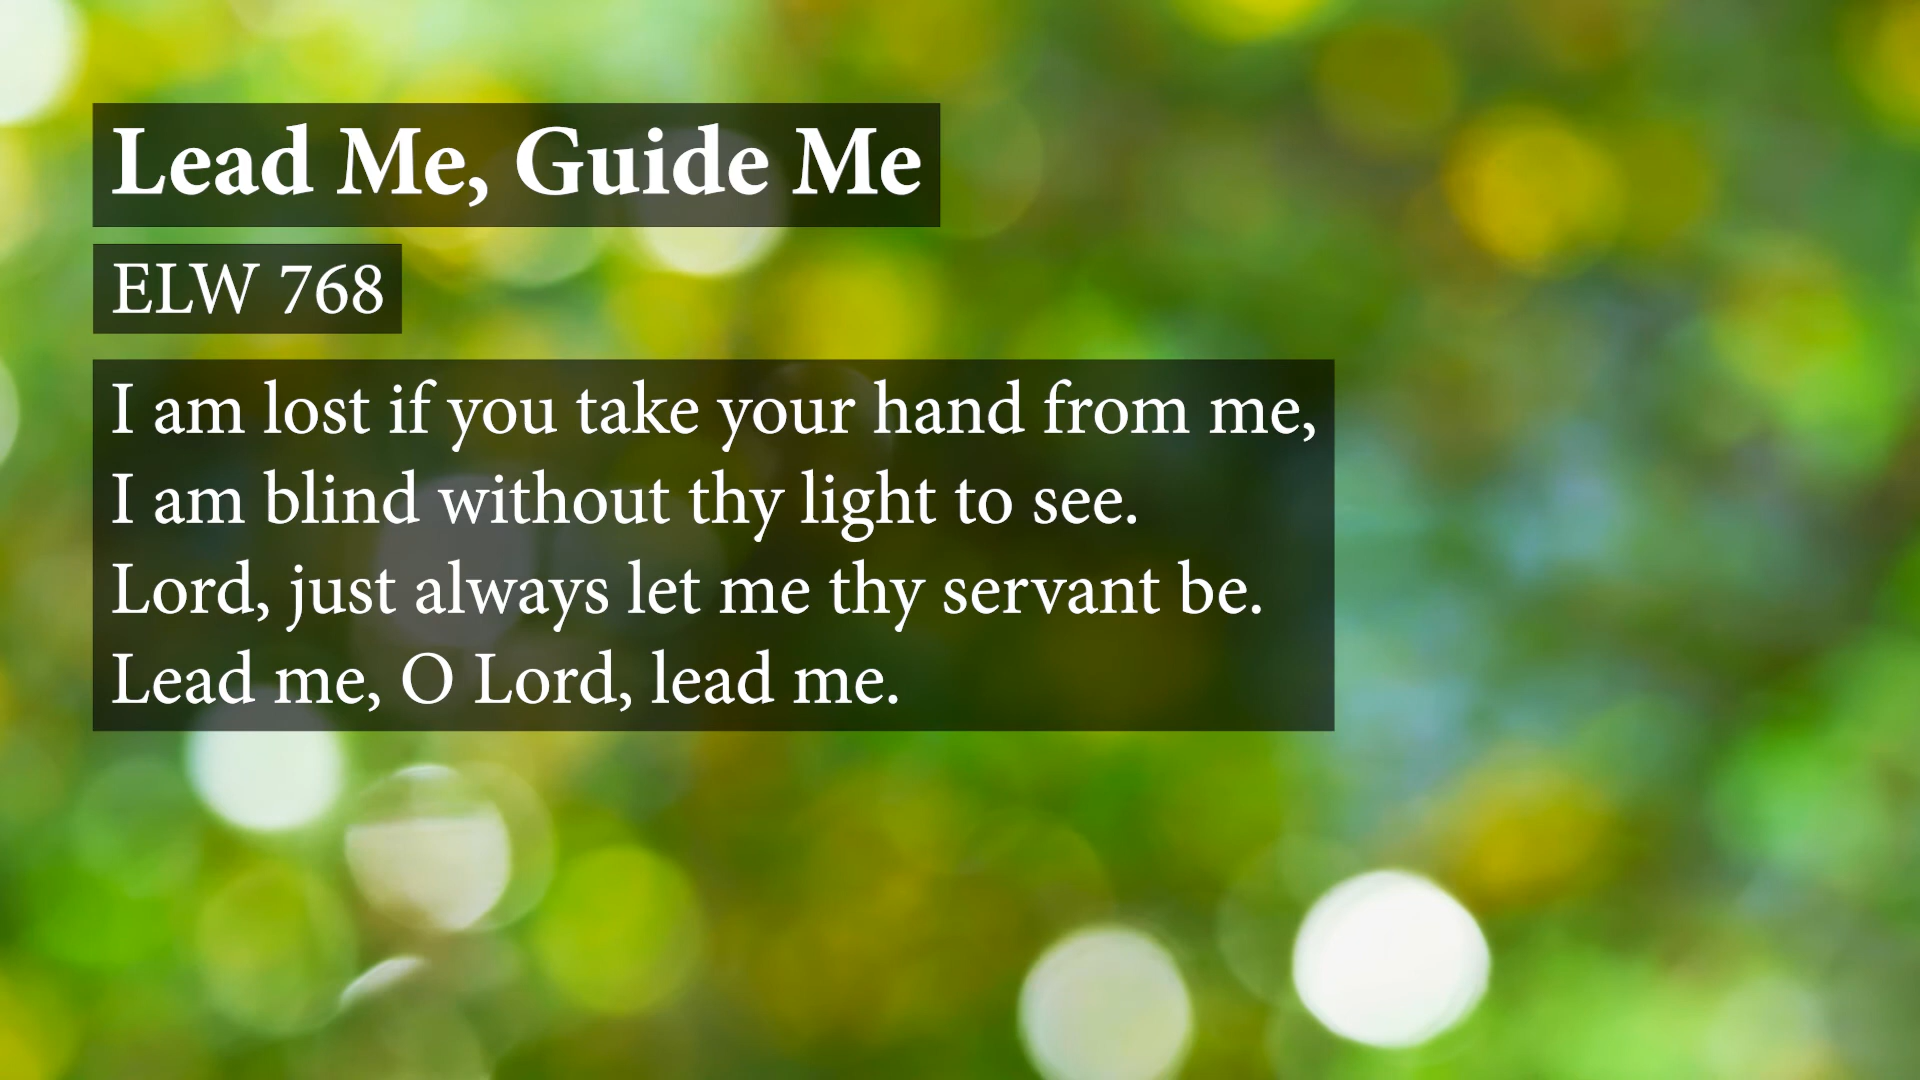 Lead Me, Guide Me
ELW 768
I am lost if you take your hand from me,
I am blind without thy light to see.
Lord, just always let me thy servant be.
Lead me, O Lord, lead me.